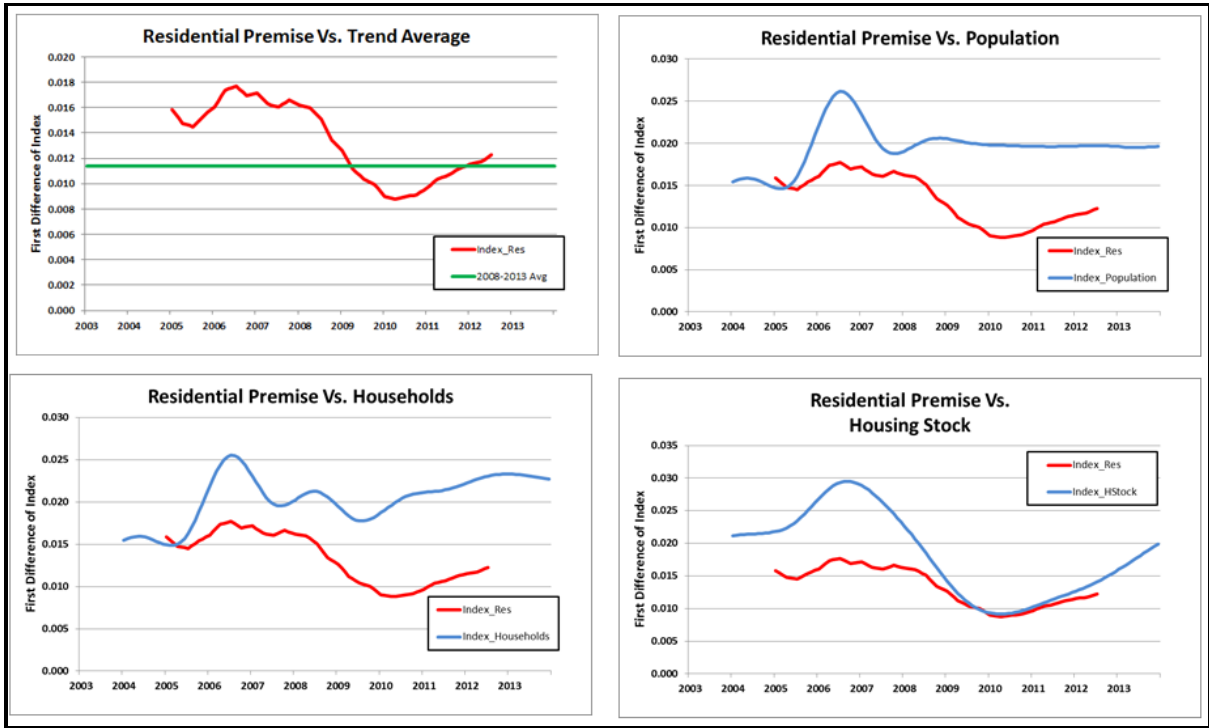 Residential Premise Vs. Trend Average
First Difference of Index
0.020
0.018
0.016
0.014
0.012
0.010
0.008
0.006
0.004
0.002
0.000
2003 2004 2005 2006 2007 2008 2009 2010 2011 2012 2013
Index_Res
2008-2013 Avg
Residential Premise Vs. Population
First Difference of Index
0.030
0.025
0.020
0.015
0.010
0.005
0.000
2003 2004 2005 2006 2007 2008 2009 2010 2011 2012 2013
Index_Res
Index_Population
Residential Premise Vs. Households
First Difference of Index
0.030
0.025
0.020
0.015
0.010
0.005
0.000
2003 2004 2005 2006 2007 2008 2009 2010 2011 2012 2013
Index_Res
Index_Households
Residential Premise Vs.
Housing Stock
First Difference of Index
0.035
0.030
0.025
0.020
0.015
0.010
0.005
0.000
2003 2004 2005 2006 2007 2008 2009 2010 2011 2012 2013
Index_Res
Index_HStock